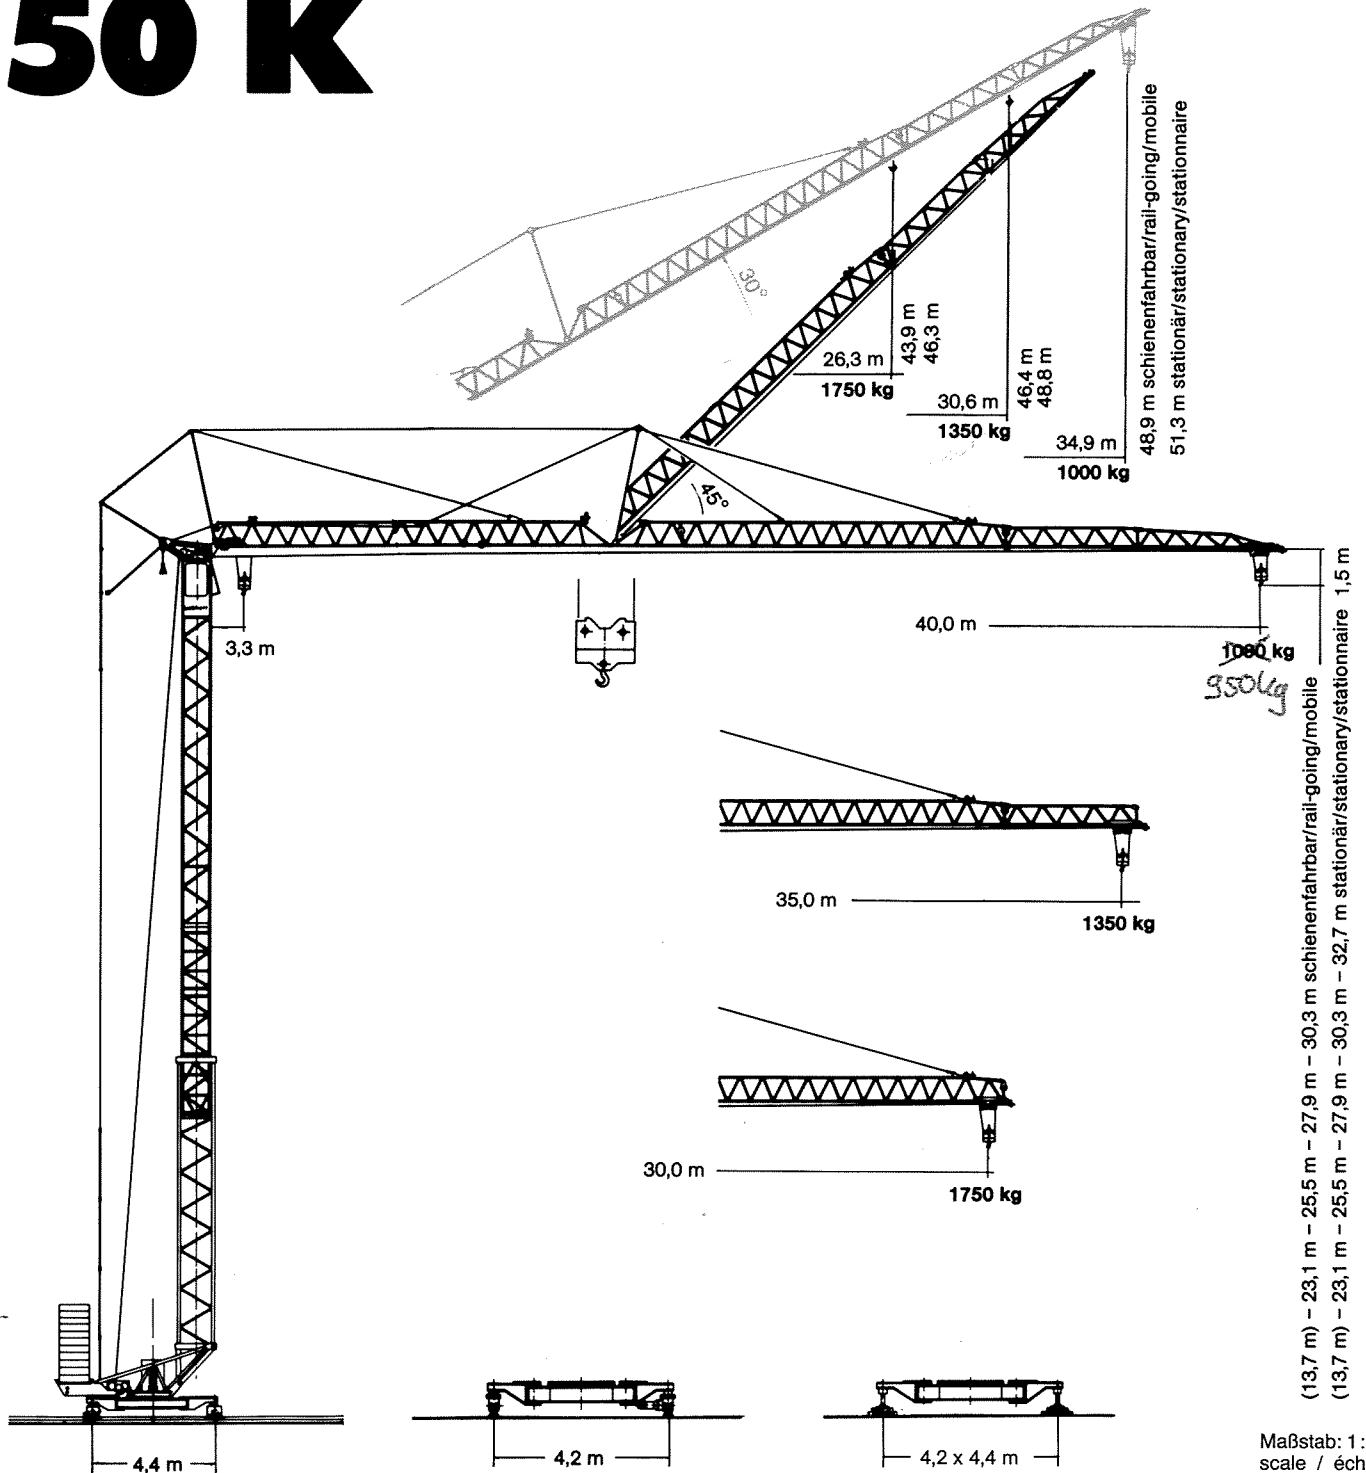 50 K
30°
26,3 m
1750 kg
43,9 m
46,3 m
30,6 m
1350 kg
46,4 m
48,8 m
34,9 m
1000 kg
48,9 m schienenfahrbar/rail-going/mobile
51,3 m stationär/stationary/stationnaire
45°
3,3 m
40,0 m
1000 kg
950kg
1,5 m
35,0 m
1350 kg
30,0 m
1750 kg
(13,7 m) – 23,1 m – 25,5 m – 27,9 m – 30,3 m schienenfahrbar/rail-going/mobile
(13,7 m) – 23,1 m – 25,5 m – 27,9 m – 30,3 m – 32,7 m stationär/stationary/stationnaire
4,4 m
4,2 m
4,2 x 4,4 m
Maßstab: 1:
scale / éch